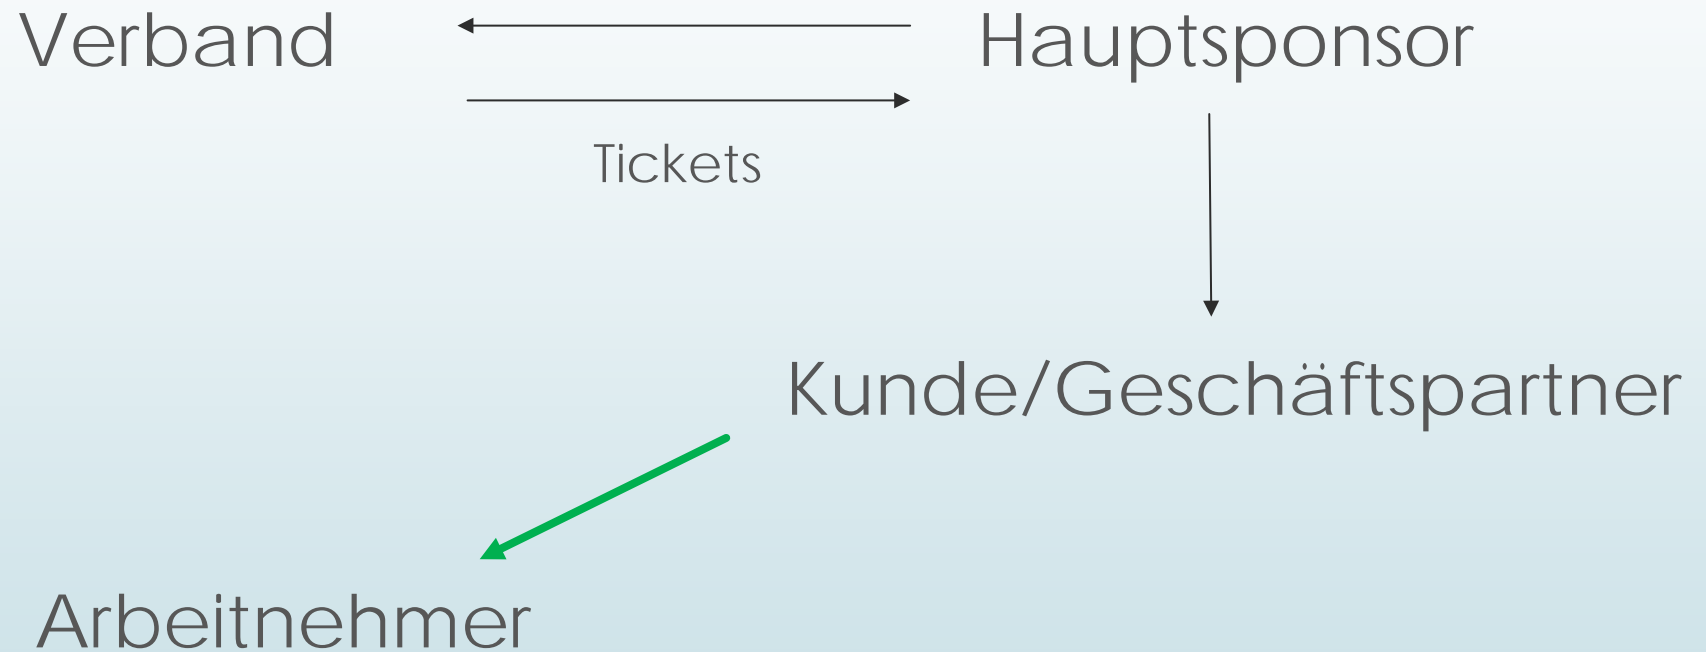 Verband
Hauptsponsor
Tickets
Kunde/Geschäftspartner
Arbeitnehmer